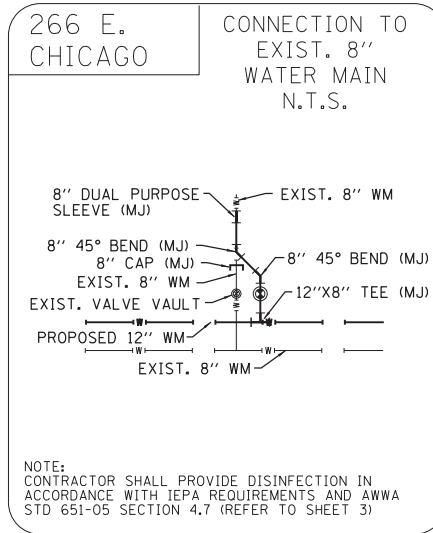 266 E.
CHICAGO
CONNECTION TO
EXIST. 8''
WATER MAIN
N.T.S.
8'' DUAL PURPOSE
SLEEVE (MJ)
EXIST. 8'' WM
8'' 45° BEND (MJ)
8'' CAP (MJ)
EXIST. 8'' WM
8'' 45° BEND (MJ)
EXIST. VALVE VAULT
12''X8'' TEE (MJ)
W
W
PROPOSED 12'' WM
W
W
EXIST. 8'' WM
NOTE:
CONTRACTOR SHALL PROVIDE DISINFECTION IN
ACCORDANCE WITH IEPA REQUIREMENTS AND AWWA
STD 651-05 SECTION 4.7 (REFER TO SHEET 3)